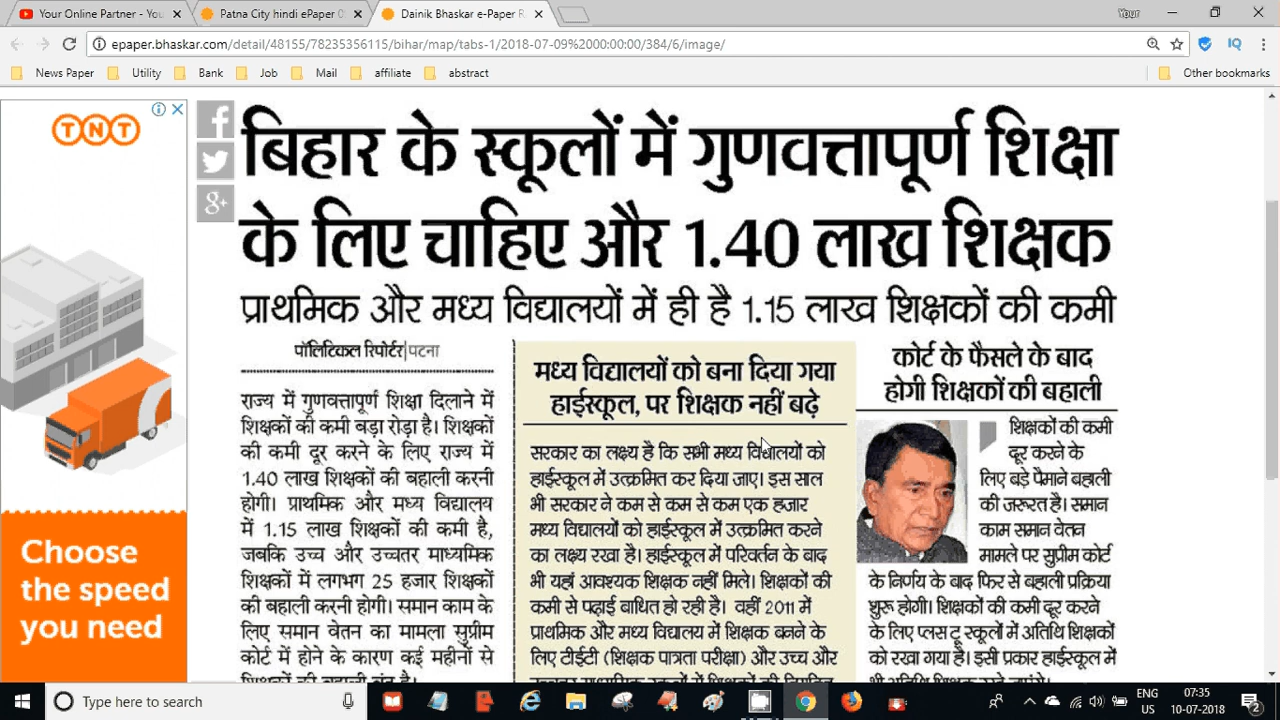 Your Online Partner - You
Patna City hindi ePaper 0
Dainik Bhaskar e-Paper R
Your
epaper.bhaskar.com/detail/48155/78235356115/bihar/map/tabs-1/2018-07-09%2000:00:00/384/6/image/
IQ
News Paper
Utility
Bank
Job
Mail
affiliate
abstract
Other bookmarks
TNT
Choose
the speed
you need
f
8+
बिहार के स्कूलों में गुणवत्तापूर्ण शिक्षा
के लिए चाहिए और 1.40 लाख शिक्षक
प्राथमिक और मध्य विद्यालयों में ही है 1.15 लाख शिक्षकों की कमी
पॉलिटिकल रिपोर्टर|पटना
राज्य में गुणवत्तापूर्ण शिक्षा दिलाने में
शिक्षकों की कमी बड़ा रोड़ा है। शिक्षकों
की कमी दूर करने के लिए राज्य में
1.40 लाख शिक्षकों की बहाली करनी
होगी। प्राथमिक और मध्य विद्यालय
में 1.15 लाख शिक्षकों की कमी है,
जबकि उच्च और उच्चतर माध्यमिक
शिक्षकों में लगभग 25 हजार शिक्षकों
की बहाली करनी होगी। समान काम के
लिए समान वेतन का मामला सुप्रीम
कोर्ट में होने के कारण कई महीनों से
शिक्षकों की बहाली बंद है।
मध्य विद्यालयों को बना दिया गया
हाईस्कूल, पर शिक्षक नहीं बढ़े
सरकार का लक्ष्य है कि सभी मध्य विद्यालयों को
हाईस्कूल में उत्क्रमित कर दिया जाए। इस साल
भी सरकार ने कम से कम से कम एक हजार
मध्य विद्यालयों को हाईस्कूल में उत्क्रमित करने
का लक्ष्य रखा है। हाईस्कूल में परिवर्तन के बाद
भी यहां आवश्यक शिक्षक नहीं मिले। शिक्षकों की
कमी से पढ़ाई बाधित हो रही है। वहीं 2011 में
प्राथमिक और मध्य विद्यालय में शिक्षक बनने के
लिए टीईटी (शिक्षक पात्रता परीक्षा) और उच्च और
कोर्ट के फैसले के बाद
होगी शिक्षकों की बहाली
शिक्षकों की कमी
दूर करने के
लिए बड़े पैमाने बहाली
की जरूरत है। समान
काम समान वेतन
मामले पर सुप्रीम कोर्ट
के निर्णय के बाद फिर से बहाली प्रक्रिया
शुरू होगी। शिक्षकों की कमी दूर करने
के लिए प्लस टू स्कूलों में अतिथि शिक्षकों
को रखा गया है। इसी प्रकार हाईस्कूल में
Type here to search
ENG
US
07:35
10-07-2018
2